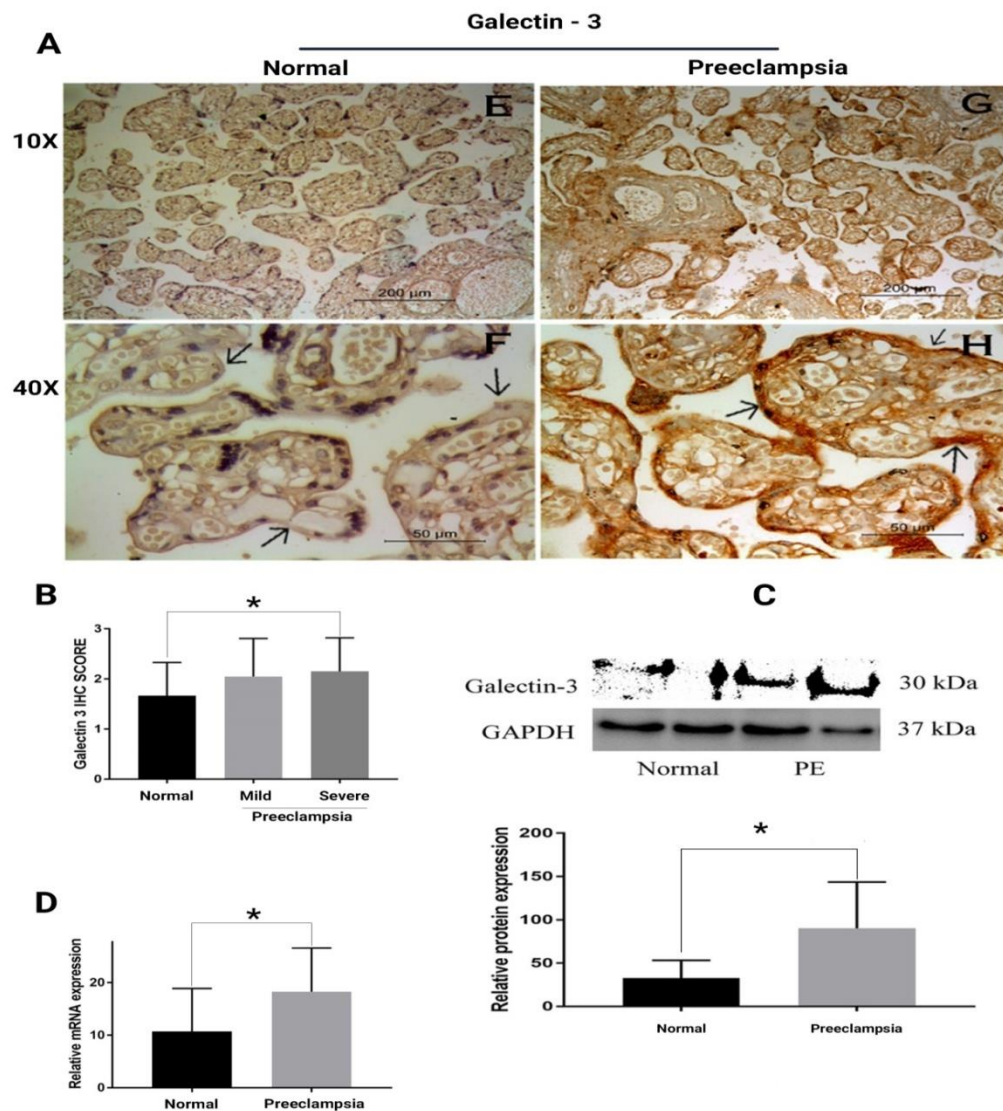 Galectin - 3
A
Normal
Preeclampsia
10X
E
200 µm
G
200 µm
40X
F
50 µm
H
50 µm
B
Galectin 3 IHC SCORE
3
2
1
0
*
Normal
Mild
Severe
Preeclampsia
C
Galectin-3
30 kDa
GAPDH
37 kDa
Normal
PE
Relative protein expression
200
150
100
50
0
*
Normal
Preeclampsia
D
Relative mRNA expression
20
10
0
*
Normal
Preeclampsia